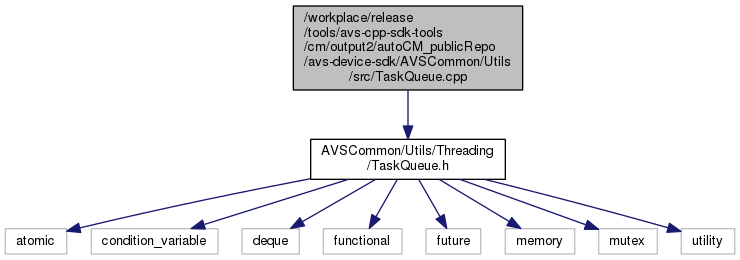 /workplace/release
/tools/avs-cpp-sdk-tools
/cm/output2/autoCM_publicRepo
/avs-device-sdk/AVSCommon/Utils
/src/TaskQueue.cpp
AVSCommon/Utils/Threading
/TaskQueue.h
atomic
condition_variable
deque
functional
future
memory
mutex
utility